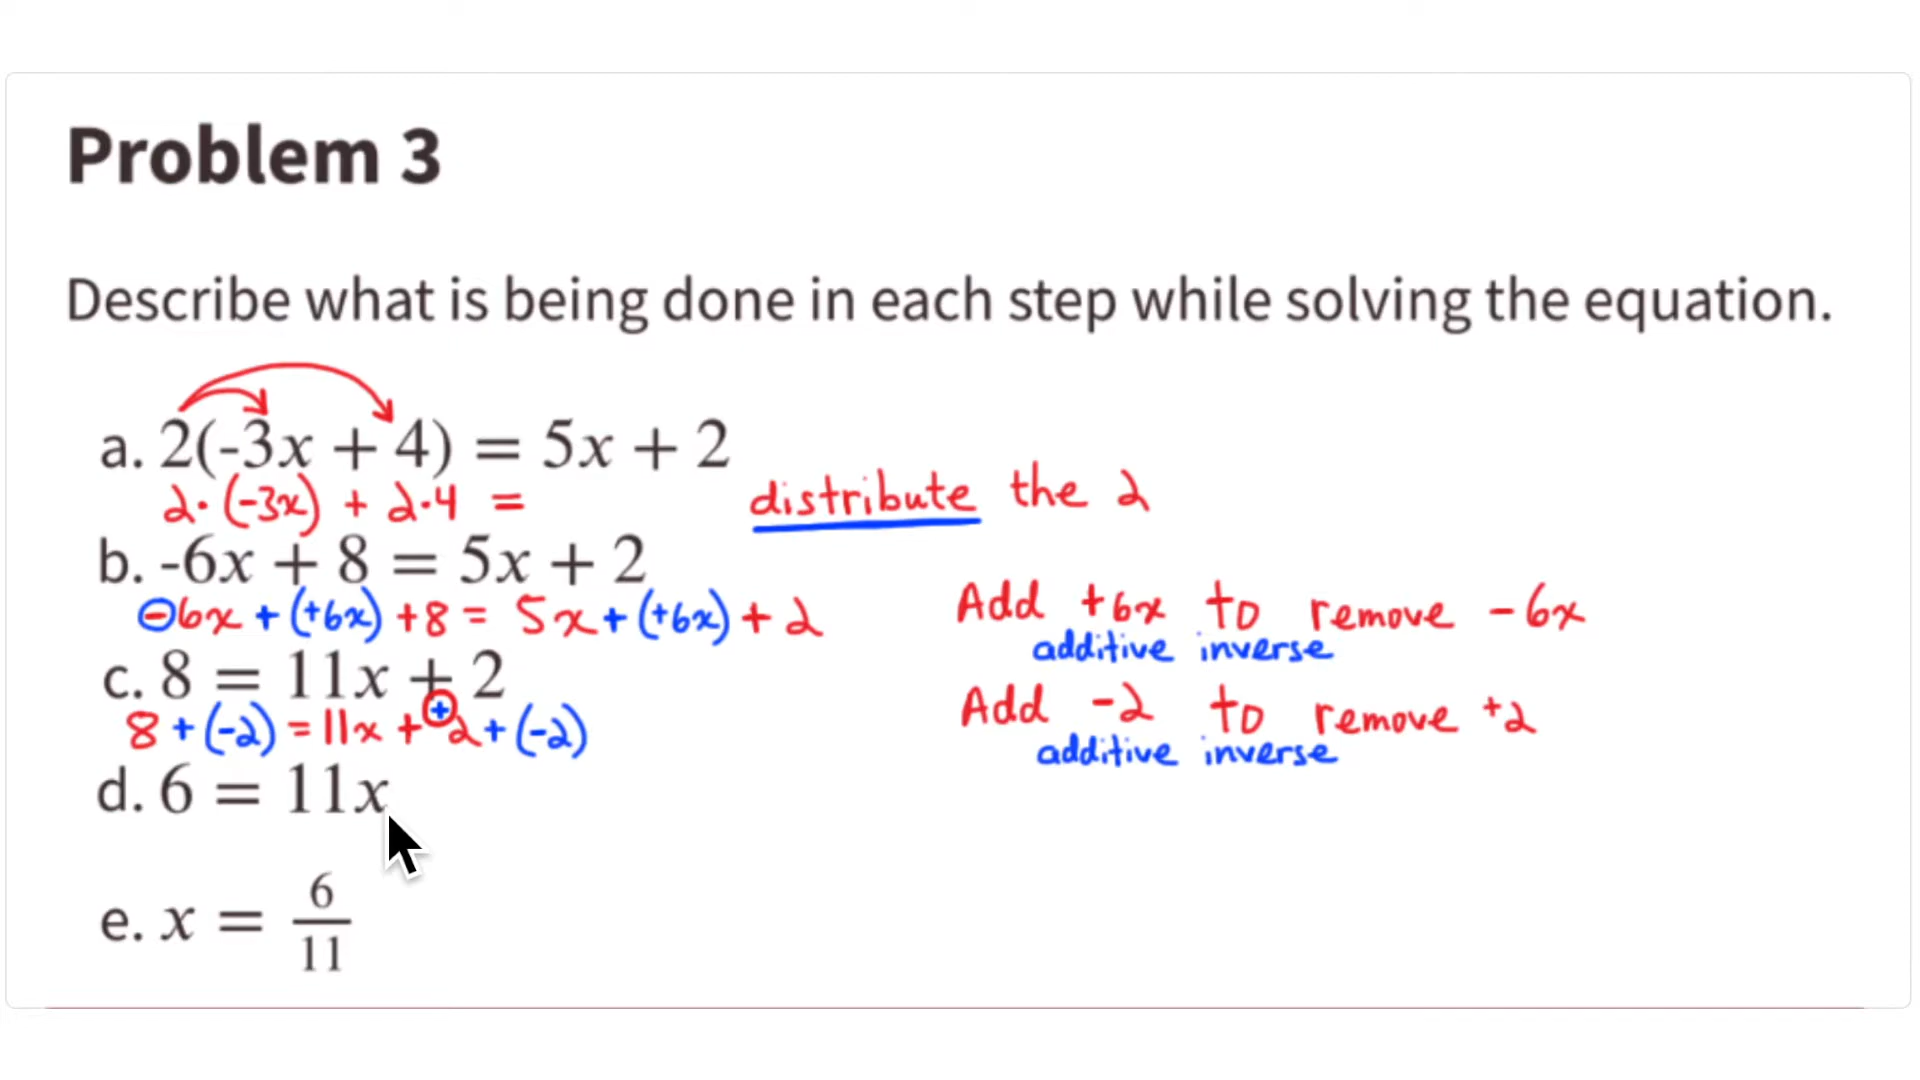 Problem 3
Describe what is being done in each step while solving the equation.
a. 2(-3x + 4) = 5x + 2
2·(-3x) + 2·4 =
distribute the 2
b. -6x + 8 = 5x + 2
-6x + (+6x) + 8 = 5x + (+6x) + 2
Add +6x to remove -6x
additive inverse
c. 8 = 11x + 2
8 + (-2) = 11x + +2 + (-2)
Add -2 to remove +2
additive inverse
d. 6 = 11x
e. x = 6/11